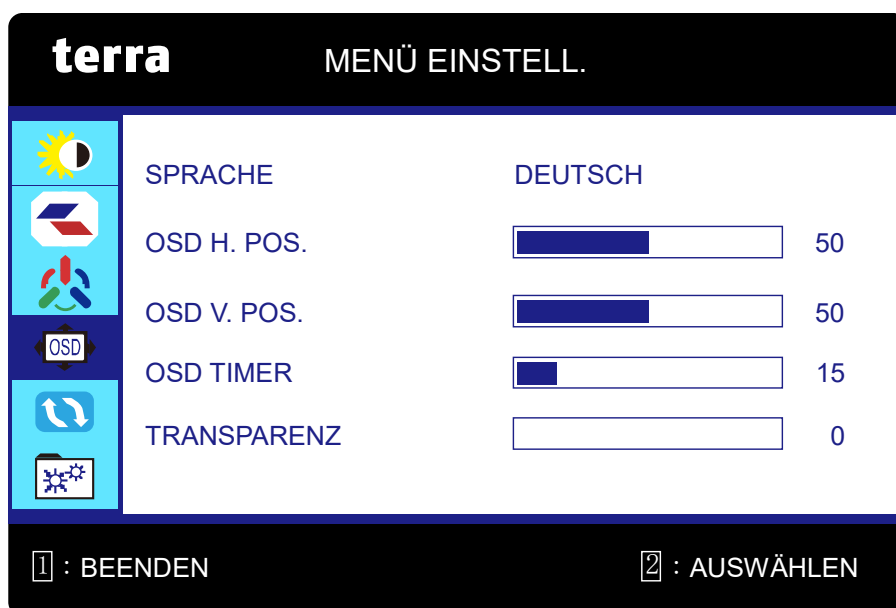 terra MENÜ EINSTELL.
SPRACHE DEUTSCH
OSD H. POS. 50
OSD V. POS. 50
OSD
OSD TIMER 15
TRANSPARENZ 0
1 : BEENDEN 2 : AUSWÄHLEN